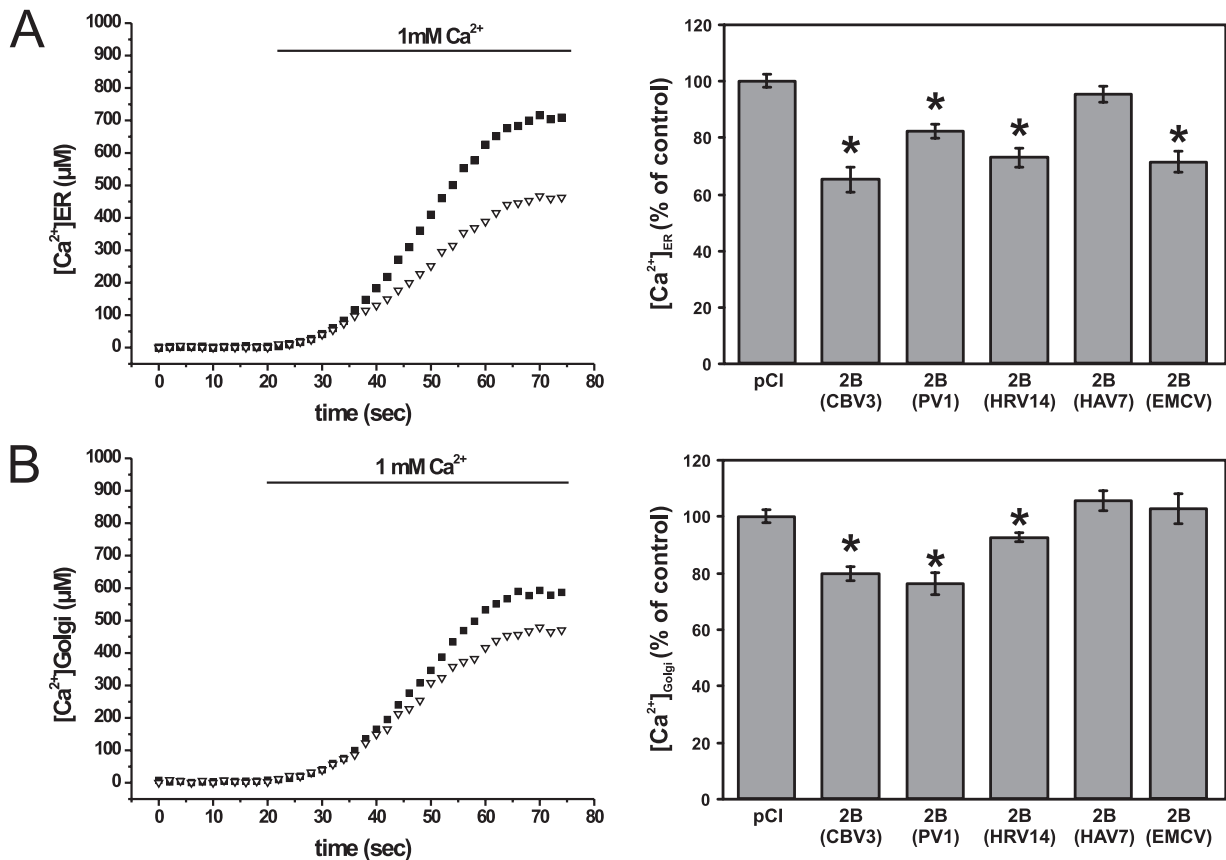 A
1000
900
800
700
600
500
400
300
200
100
0
[Ca²⁺]ER (µM)
1mM Ca²⁺
0 10 20 30 40 50 60 70 80
time (sec)
120
100
80
60
40
20
0
[Ca²⁺]ER (% of control)
* * * *
pCI 2B 2B 2B 2B 2B
(CBV3) (PV1) (HRV14) (HAV7) (EMCV)
B
1000
900
800
700
600
500
400
300
200
100
0
[Ca²⁺]Golgi (µM)
1 mM Ca²⁺
0 10 20 30 40 50 60 70 80
time (sec)
120
100
80
60
40
20
0
[Ca²⁺]Golgi (% of control)
* * *
pCI 2B 2B 2B 2B 2B
(CBV3) (PV1) (HRV14) (HAV7) (EMCV)